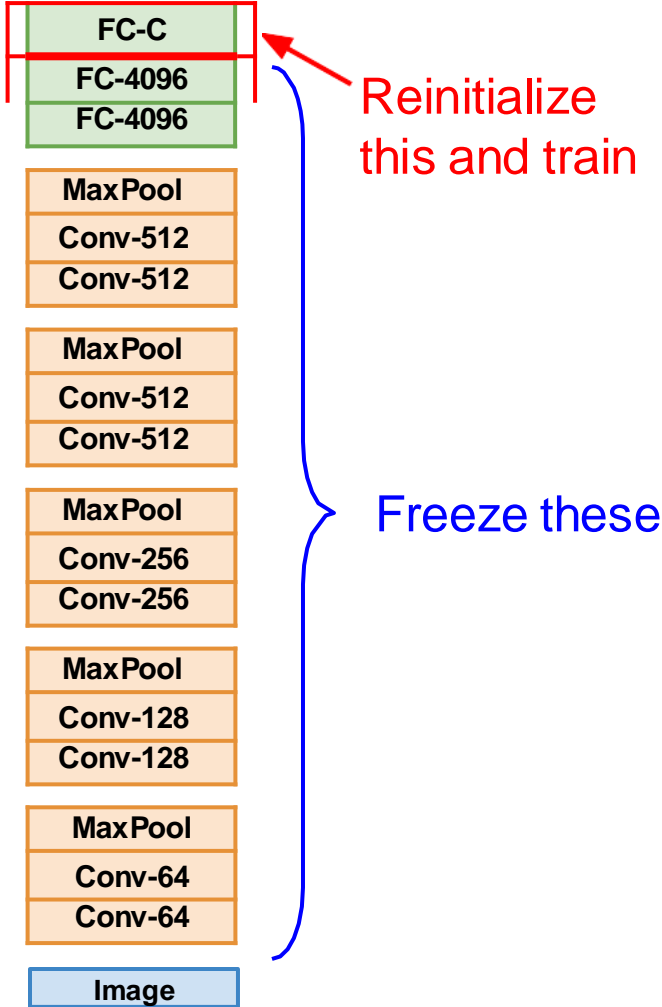 FC-C
FC-4096
FC-4096
Reinitialize
this and train
MaxPool
Conv-512
Conv-512
MaxPool
Conv-512
Conv-512
MaxPool
Conv-256
Conv-256
Freeze these
MaxPool
Conv-128
Conv-128
MaxPool
Conv-64
Conv-64
Image